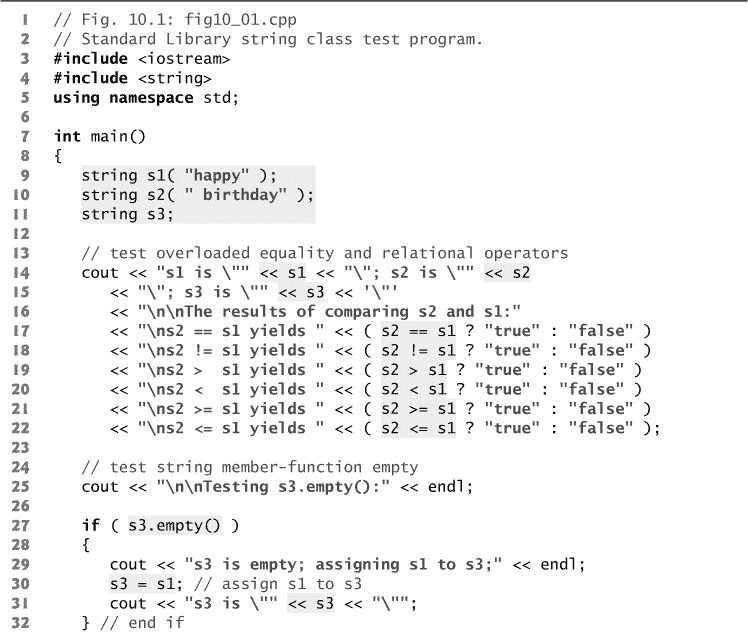 1 // Fig. 10.1: fig10_01.cpp
2 // Standard Library string class test program.
3 #include <iostream>
4 #include <string>
5 using namespace std;
6
7 int main()
8 {
9    string s1( "happy" );
10    string s2( " birthday" );
11    string s3;
12
13    // test overloaded equality and relational operators
14    cout << "s1 is \"" << s1 << "\"; s2 is \"" << s2
15       << "\"; s3 is \"" << s3 << '\"'
16       << "\n\nThe results of comparing s2 and s1:"
17       << "\ns2 == s1 yields " << ( s2 == s1 ? "true" : "false" )
18       << "\ns2 != s1 yields " << ( s2 != s1 ? "true" : "false" )
19       << "\ns2 >  s1 yields " << ( s2 > s1 ? "true" : "false" )
20       << "\ns2 <  s1 yields " << ( s2 < s1 ? "true" : "false" )
21       << "\ns2 >= s1 yields " << ( s2 >= s1 ? "true" : "false" )
22       << "\ns2 <= s1 yields " << ( s2 <= s1 ? "true" : "false" );
23
24    // test string member-function empty
25    cout << "\n\nTesting s3.empty():" << endl;
26
27    if ( s3.empty() )
28    {
29       cout << "s3 is empty; assigning s1 to s3;" << endl;
30       s3 = s1; // assign s1 to s3
31       cout << "s3 is \"" << s3 << "\"";
32    } // end if